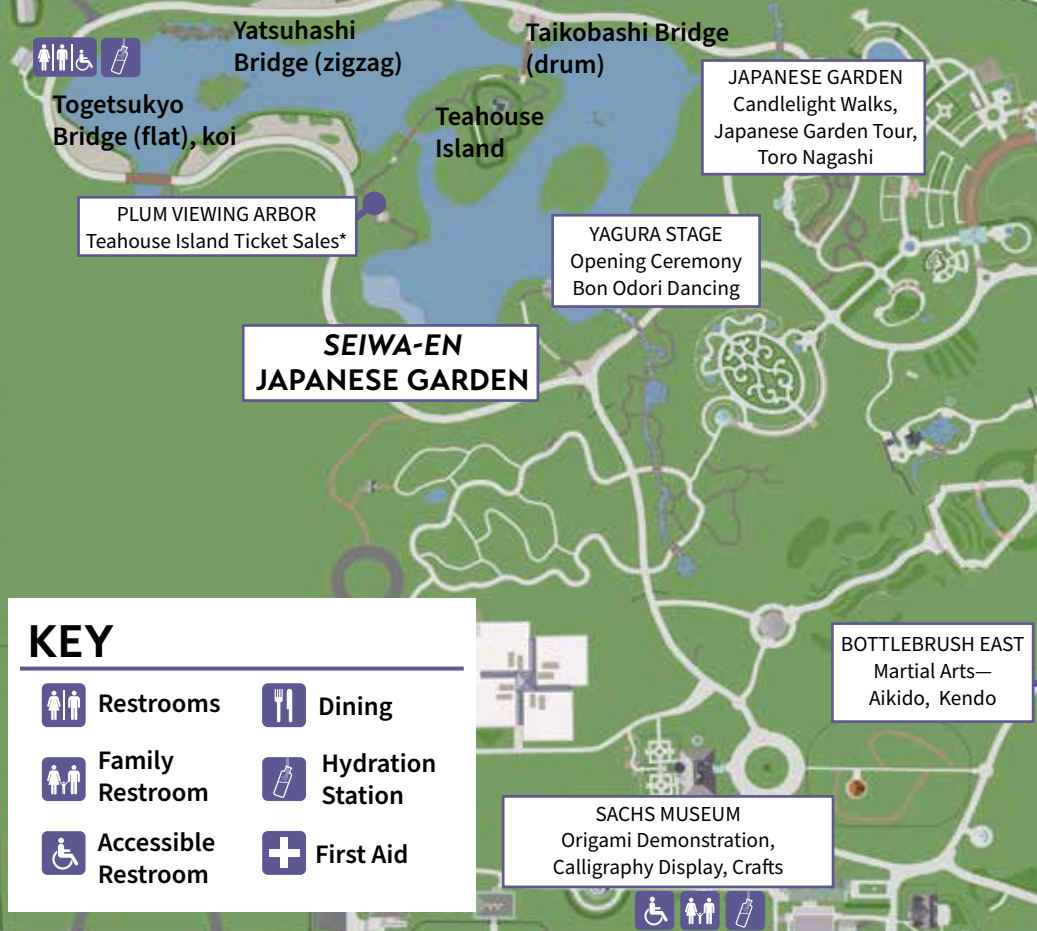 Yatsuhashi
Bridge (zigzag)
Taikobashi Bridge
(drum)
Togetsukyo
Bridge (flat), koi
Teahouse
Island
JAPANESE GARDEN
Candlelight Walks,
Japanese Garden Tour,
Toro Nagashi
PLUM VIEWING ARBOR
Teahouse Island Ticket Sales*
YAGURA STAGE
Opening Ceremony
Bon Odori Dancing
SEIWA-EN
JAPANESE GARDEN
BOTTLEBRUSH EAST
Martial Arts—
Aikido, Kendo
SACHS MUSEUM
Origami Demonstration,
Calligraphy Display, Crafts
KEY
Restrooms
Family
Restroom
Accessible
Restroom
Dining
Hydration
Station
First Aid